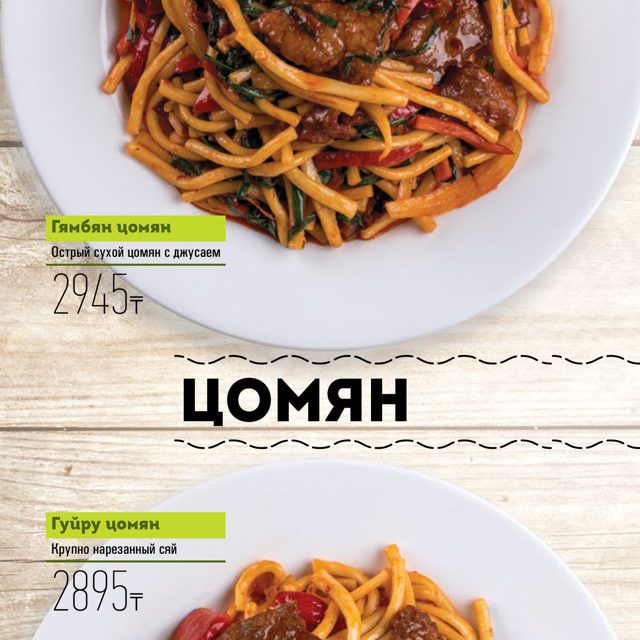 Гямбян цомян
Острый сухой цомян с джусаем
2945₸
ЦОМЯН
Гуйру цомян
Крупно нарезанный сяй
2895₸